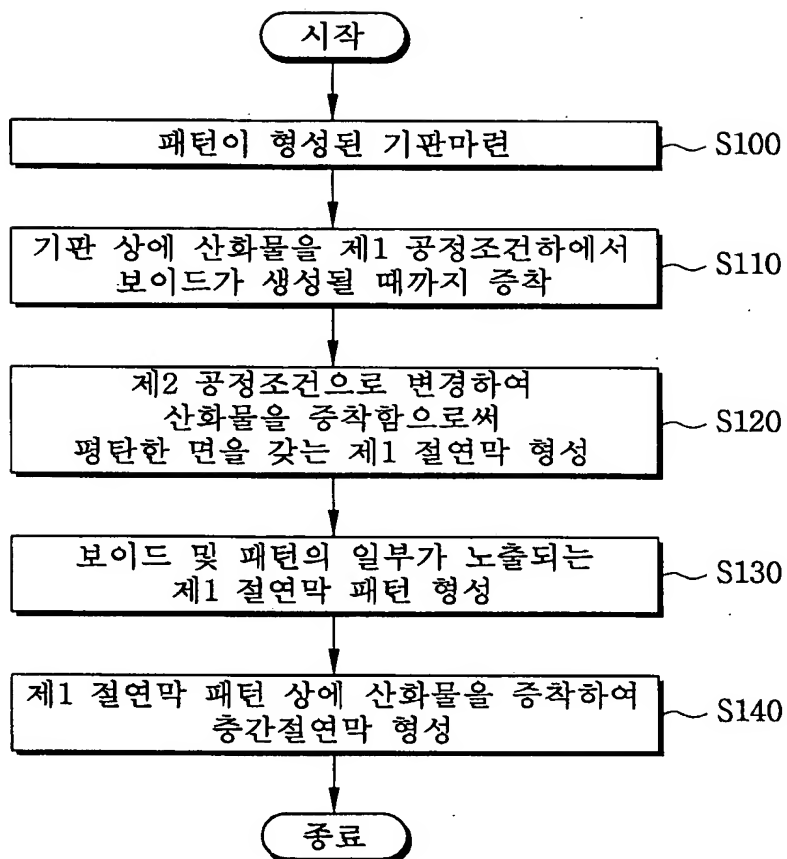 시작
패턴이 형성된 기판마련
S100
기판 상에 산화물을 제1 공정조건하에서
보이드가 생성될 때까지 증착
S110
제2 공정조건으로 변경하여
산화물을 증착함으로써
평탄한 면을 갖는 제1 절연막 형성
S120
보이드 및 패턴의 일부가 노출되는
제1 절연막 패턴 형성
S130
제1 절연막 패턴 상에 산화물을 증착하여
층간절연막 형성
S140
종료